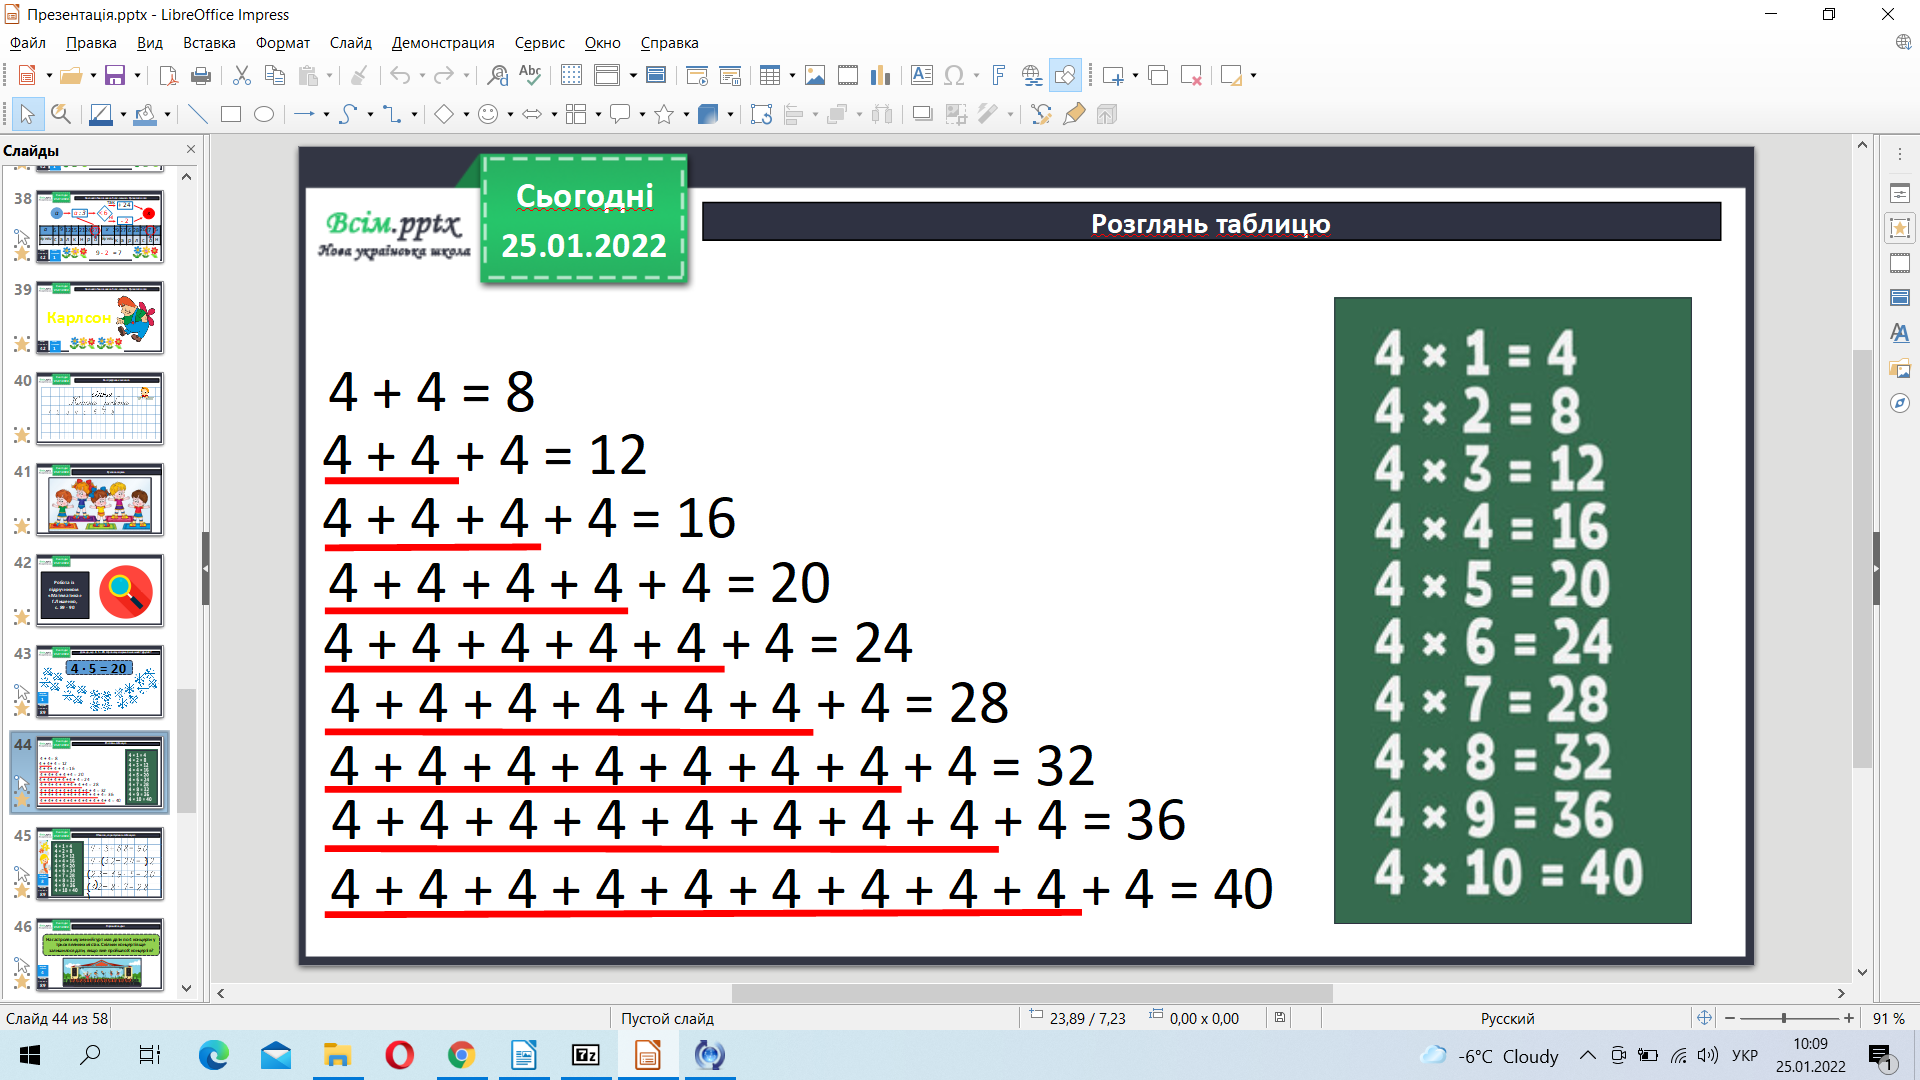 Презентація.pptx - LibreOffice Impress
Файл Правка Вид Вставка Формат Слайд Демонстрация Сервис Окно Справка
Слайды
38
39
Карлсон
40
41
42
43
4 · 5 = 20
44
45
46
Всім.pptx
Нова українська школа
Сьогодні
25.01.2022
Розглянь таблицю
4 + 4 = 8
4 + 4 + 4 = 12
4 + 4 + 4 + 4 = 16
4 + 4 + 4 + 4 + 4 = 20
4 + 4 + 4 + 4 + 4 + 4 = 24
4 + 4 + 4 + 4 + 4 + 4 + 4 = 28
4 + 4 + 4 + 4 + 4 + 4 + 4 + 4 = 32
4 + 4 + 4 + 4 + 4 + 4 + 4 + 4 + 4 = 36
4 + 4 + 4 + 4 + 4 + 4 + 4 + 4 + 4 + 4 = 40
4 × 1 = 4
4 × 2 = 8
4 × 3 = 12
4 × 4 = 16
4 × 5 = 20
4 × 6 = 24
4 × 7 = 28
4 × 8 = 32
4 × 9 = 36
4 × 10 = 40
Слайд 44 из 58 Пустой слайд 23,89 / 7,23 0,00 x 0,00 Русский 91 %
-6°C Cloudy УКР 10:09
25.01.2022 1